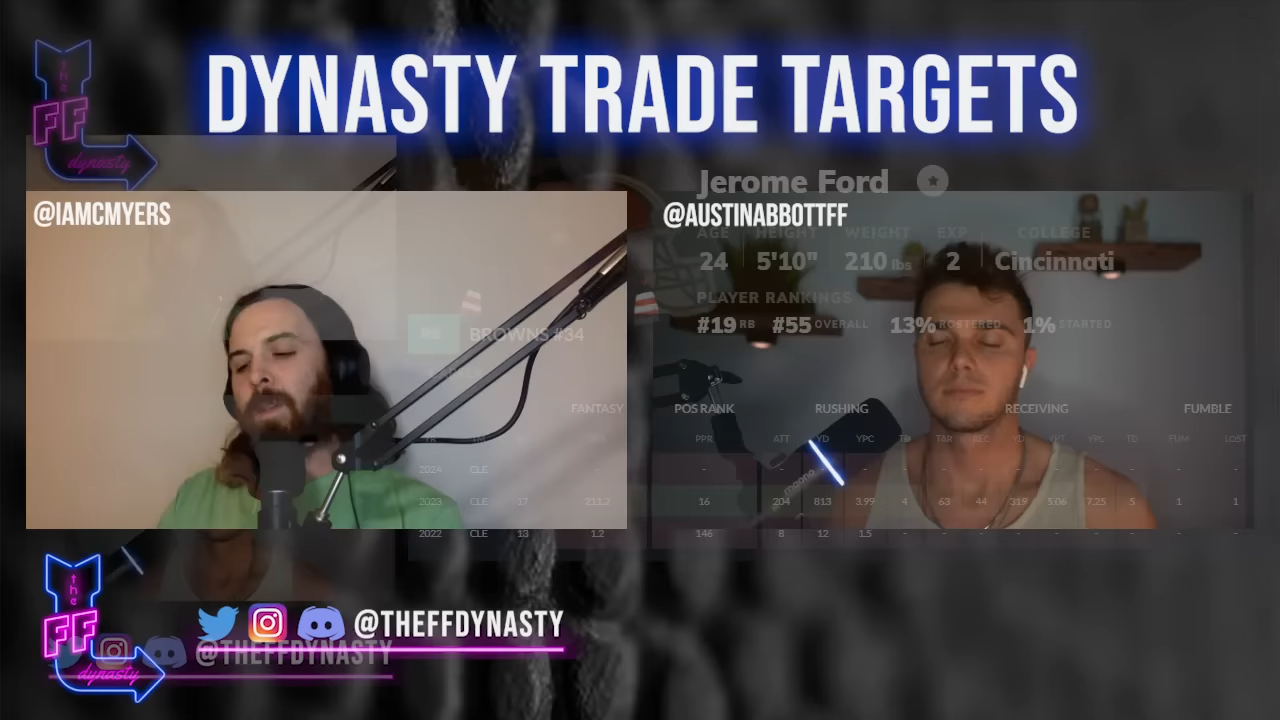 DYNASTY TRADE TARGETS
the
FF
dynasty
Jerome Ford
@IAMCMYERS
@AUSTINABBOTTFF
AGE HEIGHT WEIGHT EXP COLLEGE
24 5'10" 210 lbs 2 Cincinnati
PLAYER RANKINGS
#19 RB #55 OVERALL 13% ROSTERED 1% STARTED
BROWNS #34
FANTASY POS RANK RUSHING RECEIVING FUMBLE
PPR ATT YD YPC TD TAR REC YD YPT YPC TD FUM LOST
2024 CLE - - - - - - - - - - - - - -
2023 CLE 17 211.2 16 204 813 3.99 4 63 44 319 5.06 7.25 5 1 1
2022 CLE 13 1.2 146 8 12 1.5 - - - - - - - - -
the
FF
dynasty
@THEFFDYNASTY
@THEFFDYNASTY